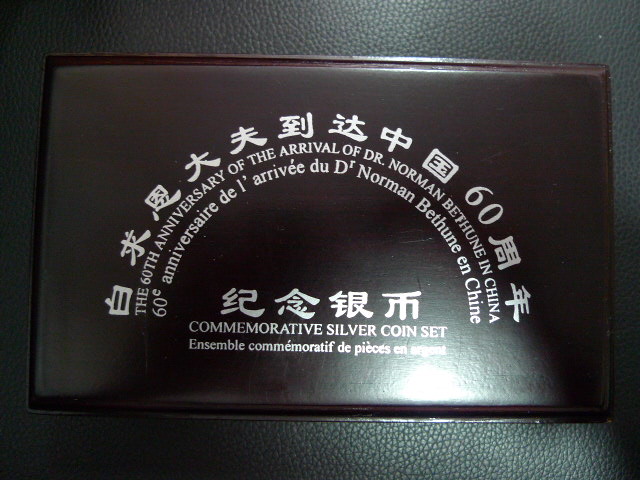 白求恩大夫到达中国60周年
THE 60TH ANNIVERSARY OF THE ARRIVAL OF DR. NORMAN BETHUNE IN CHINA
60e anniversaire de l' arrivée du Dr Norman Bethune en Chine
纪念银币
COMMEMORATIVE SILVER COIN SET
Ensemble commémoratif de pièces en argent